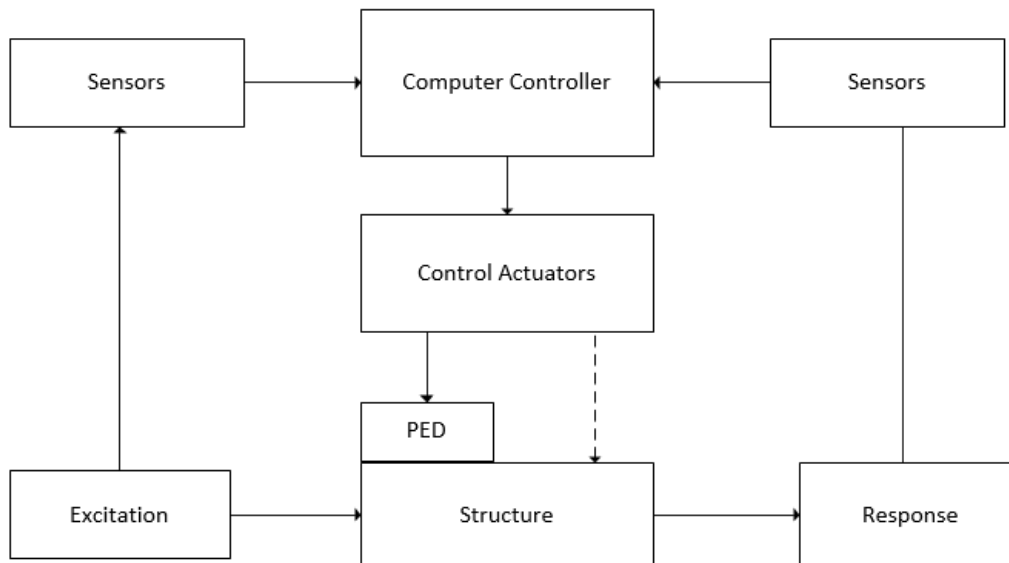 Sensors
Computer Controller
Sensors
Control Actuators
PED
Excitation
Structure
Response